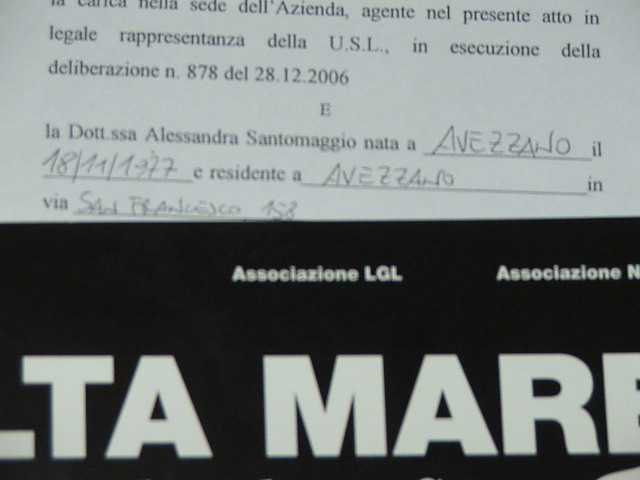 la carica nella sede dell'Azienda, agente nel presente atto in
legale rappresentanza della U.S.L., in esecuzione della
deliberazione n. 878 del 28.12.2006
E
la Dott.ssa Alessandra Santomaggio nata a AVEZZANO il
18/11/1977 e residente a AVEZZANO in
via SAN FRANCESCO 158
Associazione LGL Associazione N
LTA MARE